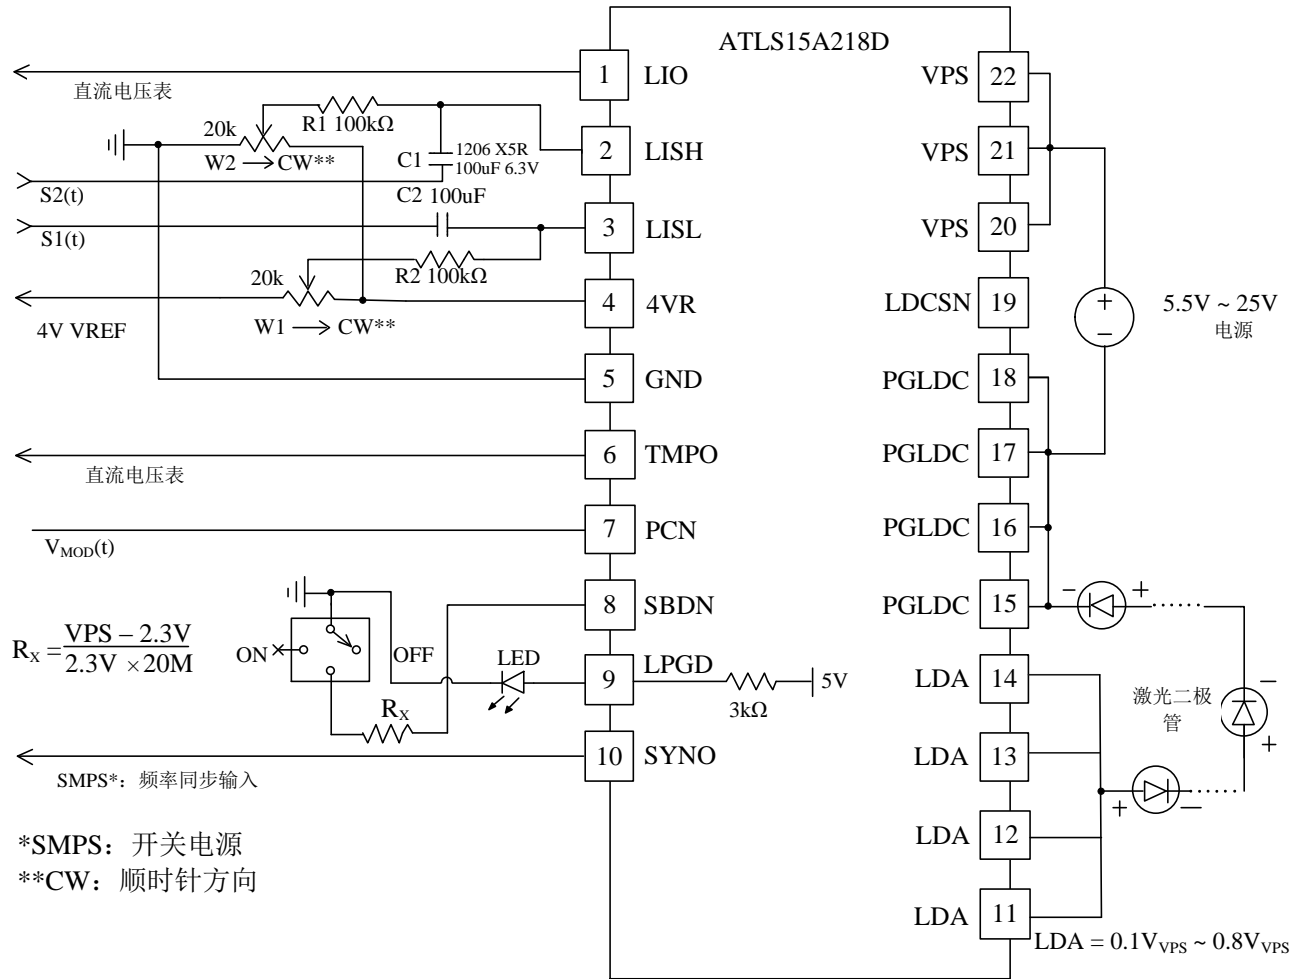 ATLS15A218D
1 LIO
直流电压表
R1 100kΩ
20k
W2 → CW**
C1
1206 X5R
100uF 6.3V
2 LISH
S2(t)
C2 100uF
S1(t)
3 LISL
R2 100kΩ
20k
4 4VR
4V VREF
W1 → CW**
5 GND
6 TMPO
直流电压表
7 PCN
V_MOD(t)
8 SBDN
R_X = (VPS − 2.3V) / (2.3V × 20M)
ON
OFF
LED
R_X
9 LPGD
3kΩ
5V
10 SYNO
SMPS*：频率同步输入
*SMPS：开关电源
**CW：顺时针方向
VPS 22
VPS 21
VPS 20
LDCSN 19
+
−
5.5V ~ 25V
电源
PGLDC 18
PGLDC 17
PGLDC 16
PGLDC 15
- +
LDA 14
激光二极
管
-
+
LDA 13
+ −
LDA 12
LDA 11
LDA = 0.1V_VPS ~ 0.8V_VPS